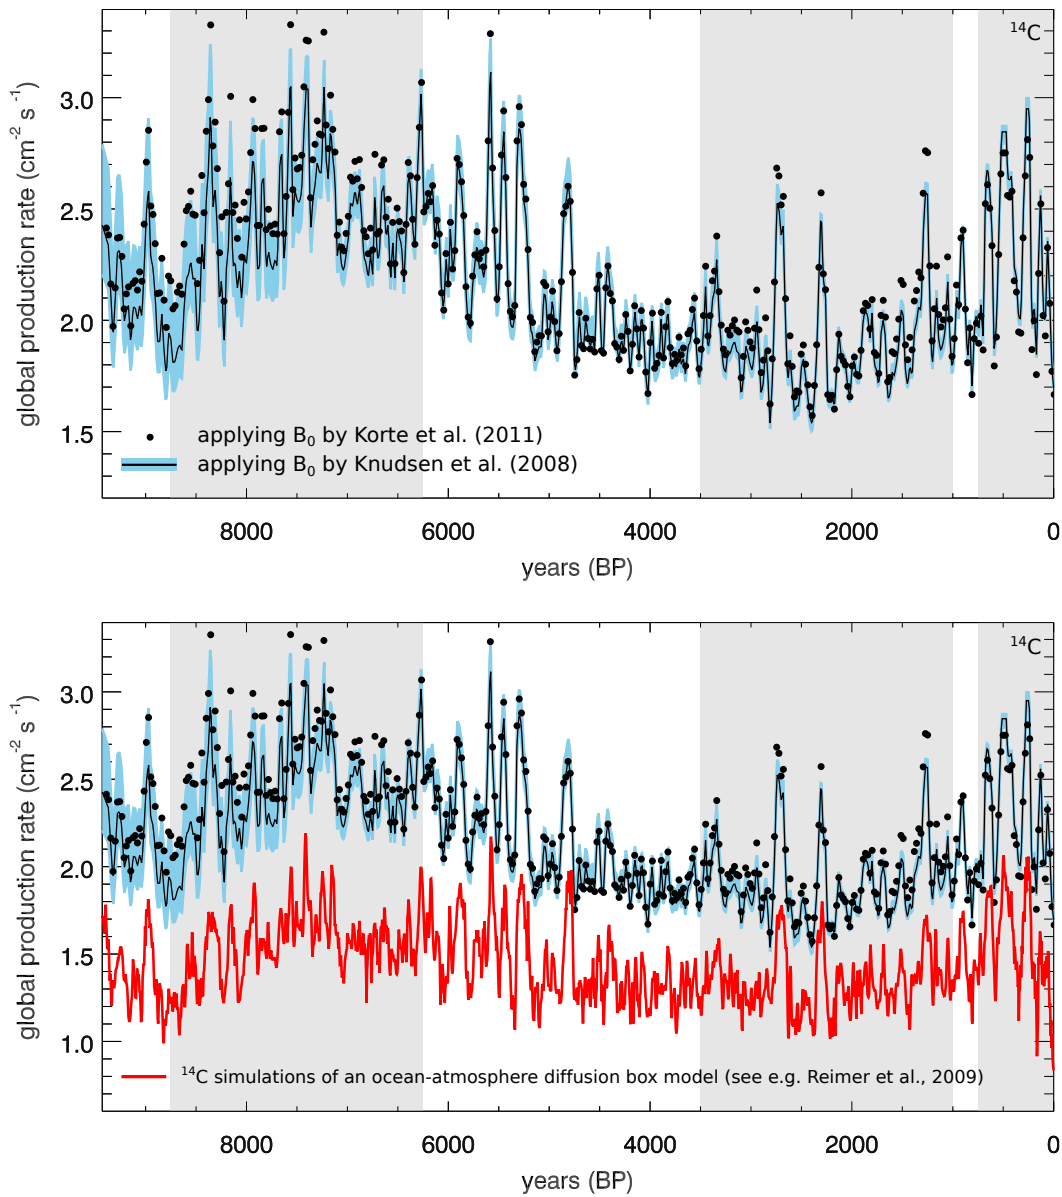 ¹⁴C
global production rate (cm⁻² s⁻¹)
3.0
2.5
2.0
1.5
applying B₀ by Korte et al. (2011)
applying B₀ by Knudsen et al. (2008)
8000 6000 4000 2000 0
years (BP)
¹⁴C
global production rate (cm⁻² s⁻¹)
3.0
2.5
2.0
1.5
1.0
¹⁴C simulations of an ocean-atmosphere diffusion box model (see e.g. Reimer et al., 2009)
8000 6000 4000 2000 0
years (BP)